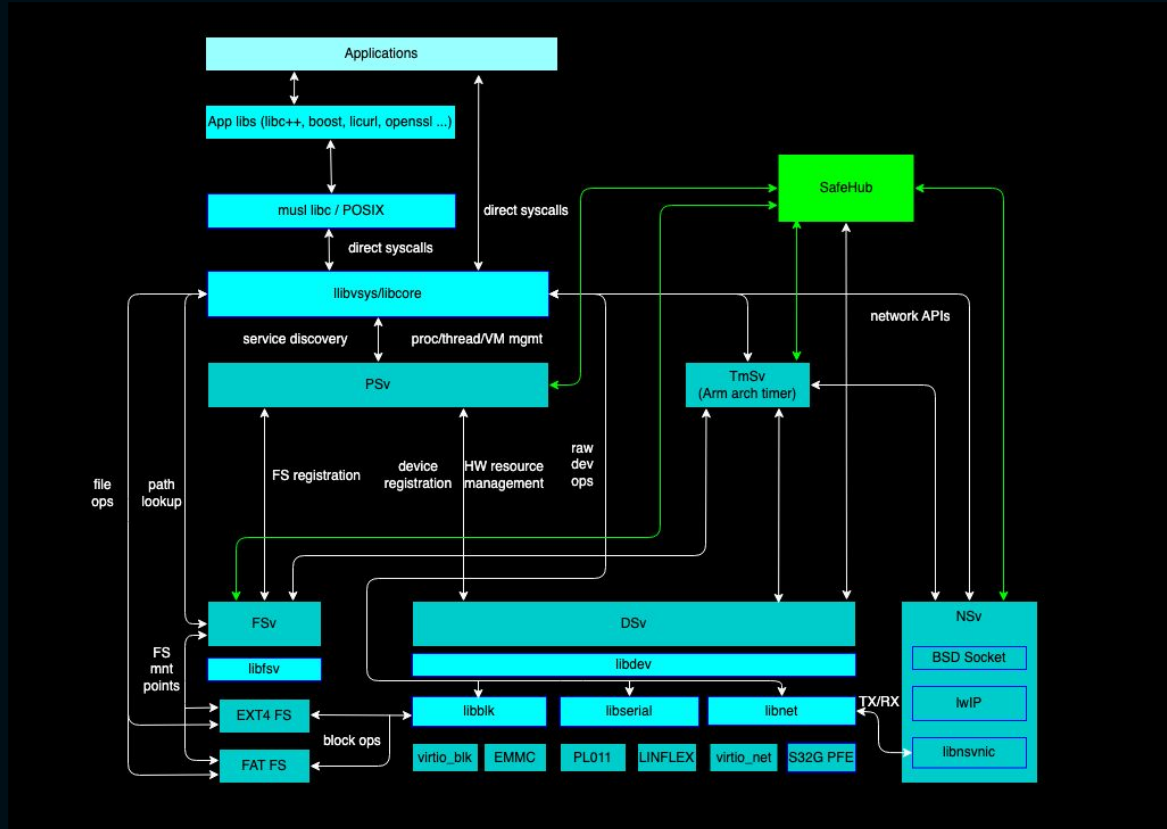 Applications
App libs (libc++, boost, licurl, openssl ...)
SafeHub
musl libc / POSIX
direct syscalls
direct syscalls
llibvsys/libcore
network APIs
service discovery
proc/thread/VM mgmt
PSv
TmSv
(Arm arch timer)
file
ops
path
lookup
FS registration
device
registration
HW resource
management
raw
dev
ops
FSv
DSv
NSv
FS
mnt
points
libfsv
libdev
BSD Socket
EXT4 FS
block ops
FAT FS
libblk
libserial
libnet
TX/RX
lwIP
virtio_blk
EMMC
PL011
LINFLEX
virtio_net
S32G PFE
libnsvnic